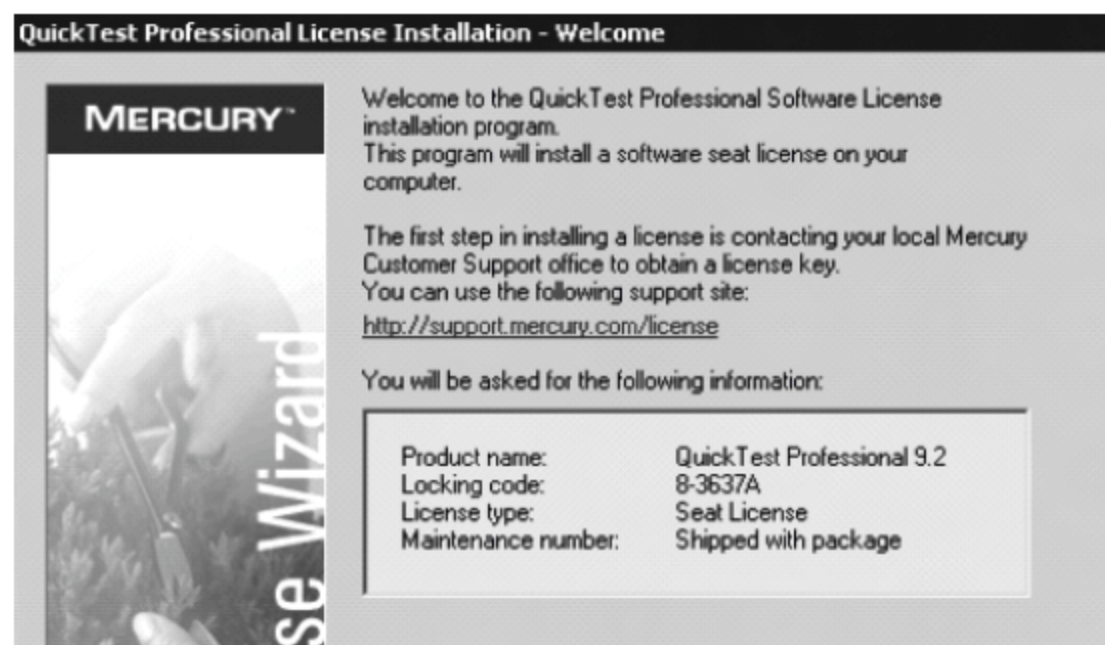 QuickTest Professional License Installation - Welcome
MERCURY™
Welcome to the QuickTest Professional Software License
installation program.
This program will install a software seat license on your
computer.
The first step in installing a license is contacting your local Mercury
Customer Support office to obtain a license key.
You can use the following support site:
http://support.mercury.com/license
You will be asked for the following information:
Product name: QuickTest Professional 9.2
Locking code: 8-3637A
License type: Seat License
Maintenance number: Shipped with package
se Wizard